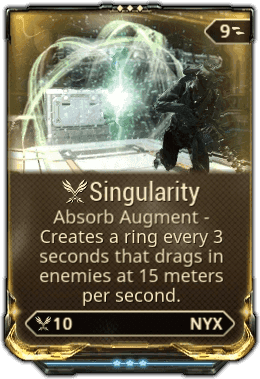 9
Singularity
Absorb Augment -
Creates a ring every 3
seconds that drags in
enemies at 15 meters
per second.
10 NYX